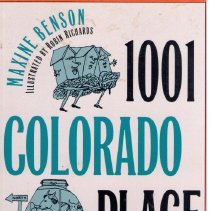 MAXINE BENSON
ILLUSTRATED BY ROBIN RICHARDS
1001
COLORADO
PLACE